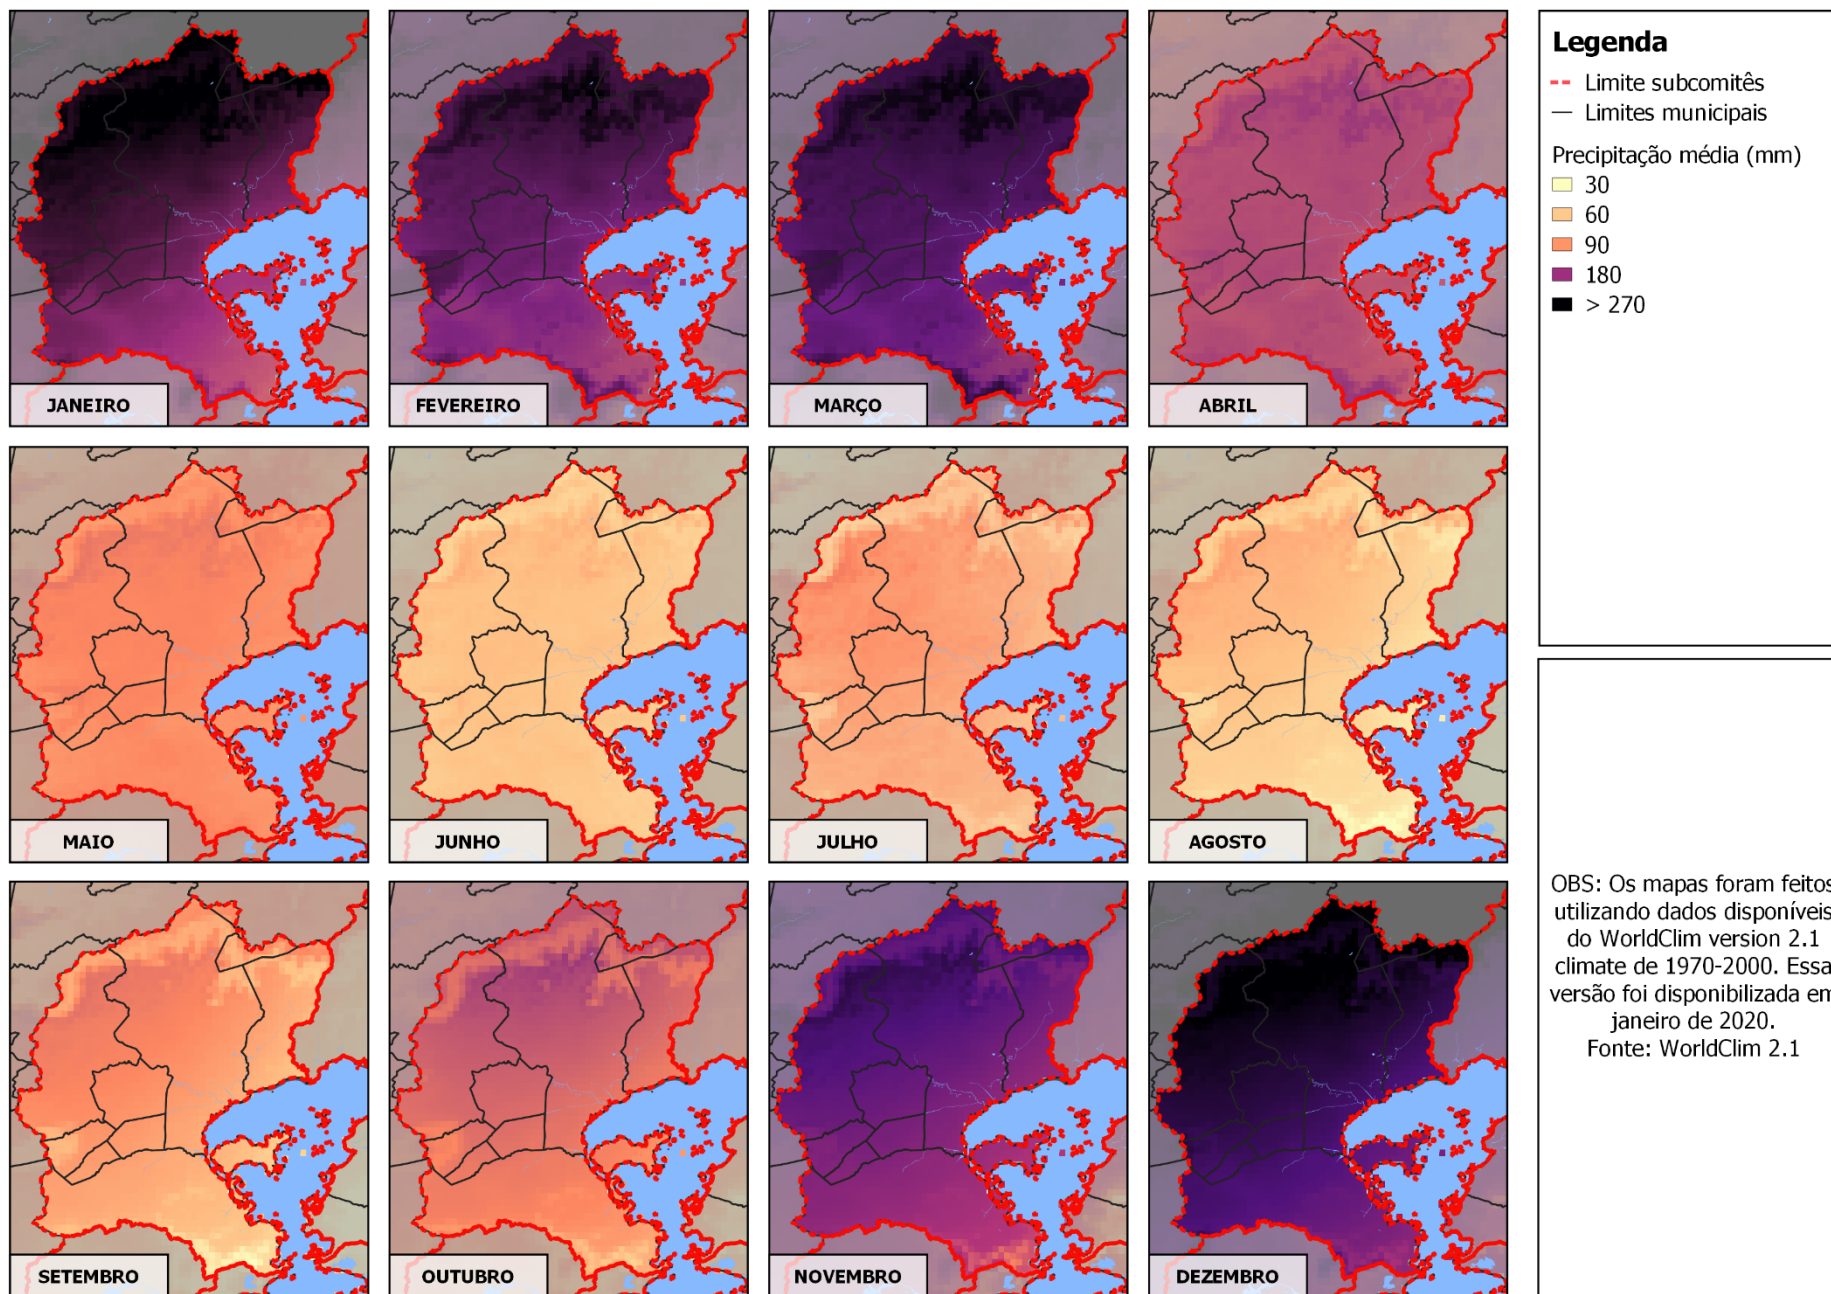 JANEIRO
FEVEREIRO
MARÇO
ABRIL
MAIO
JUNHO
JULHO
AGOSTO
SETEMBRO
OUTUBRO
NOVEMBRO
DEZEMBRO
Legenda
Limite subcomitês
Limites municipais
Precipitação média (mm)
30
60
90
180
> 270
OBS: Os mapas foram feitos
utilizando dados disponíveis
do WorldClim version 2.1
climate de 1970-2000. Essa
versão foi disponibilizada em
janeiro de 2020.
Fonte: WorldClim 2.1